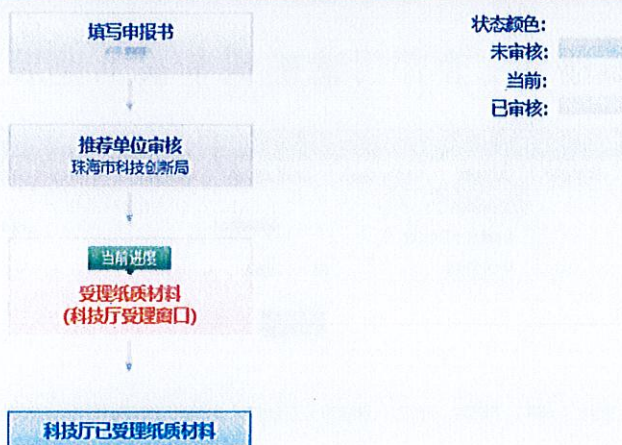 填写申报书
状态颜色:
未审核:
当前:
已审核:
推荐单位审核
珠海市科技创新局
当前进度
受理纸质材料
(科技厅受理窗口)
科技厅已受理纸质材料